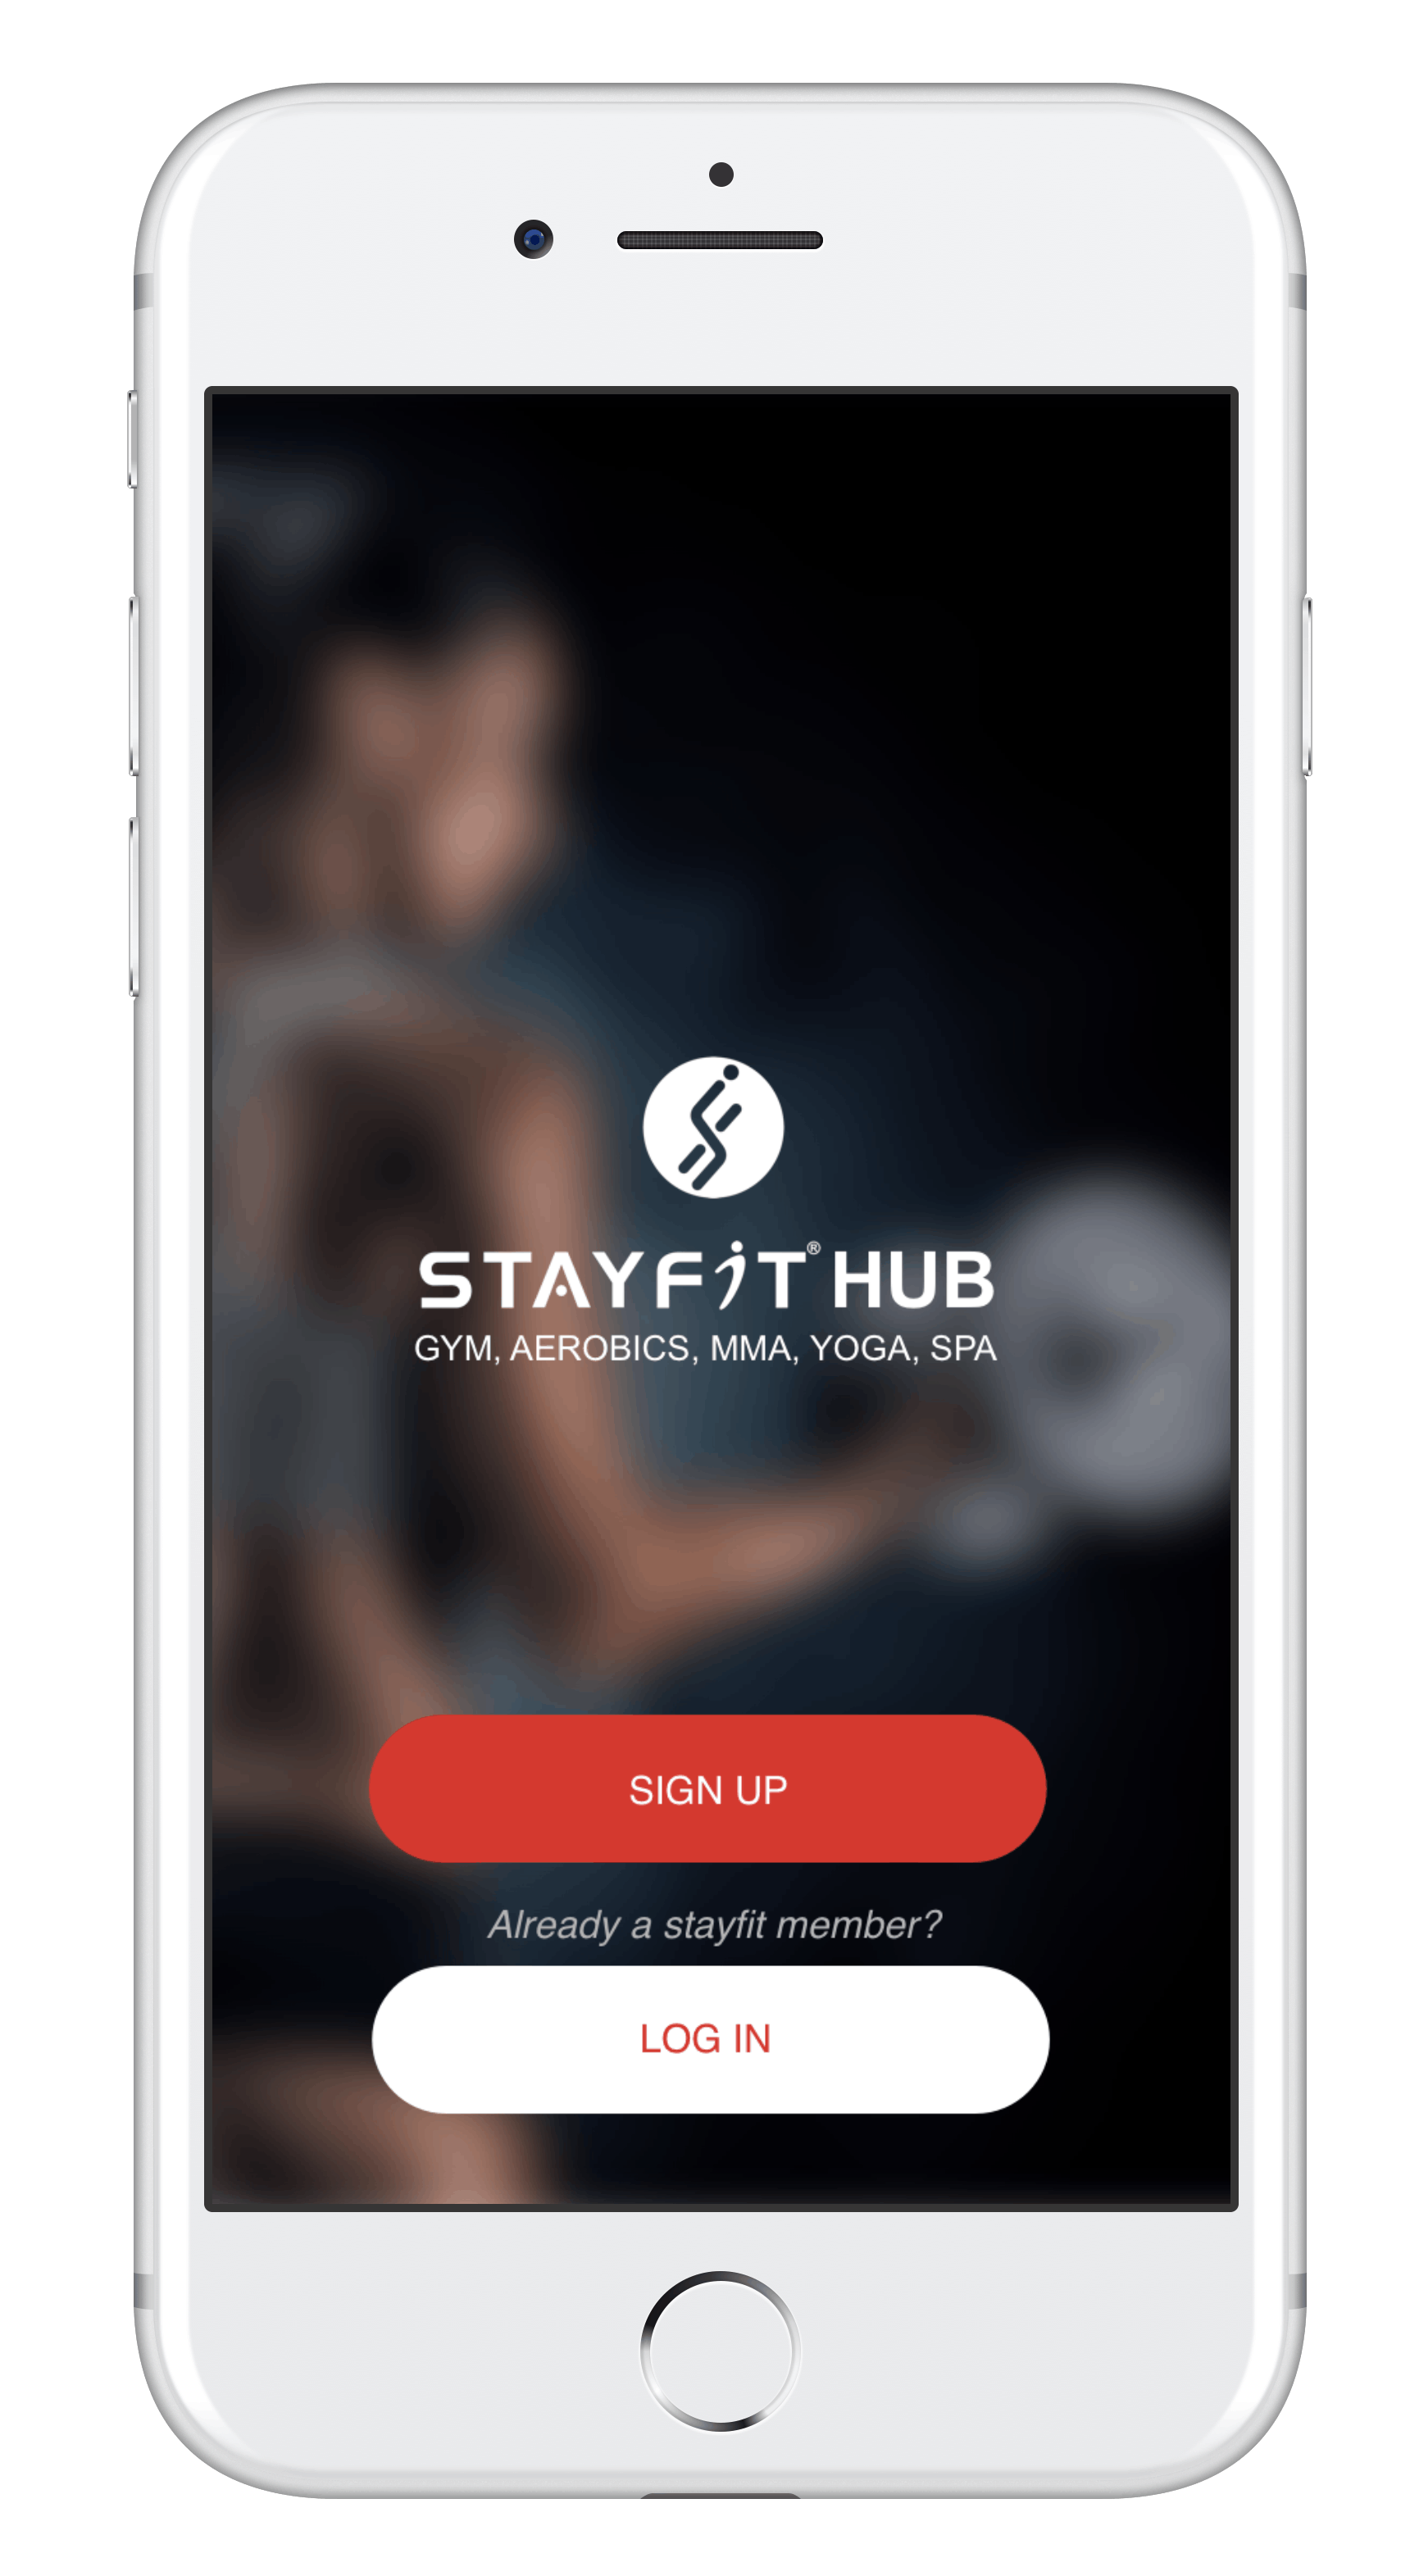 STAYFiT® HUB
GYM, AEROBICS, MMA, YOGA, SPA
SIGN UP
Already a stayfit member?
LOG IN